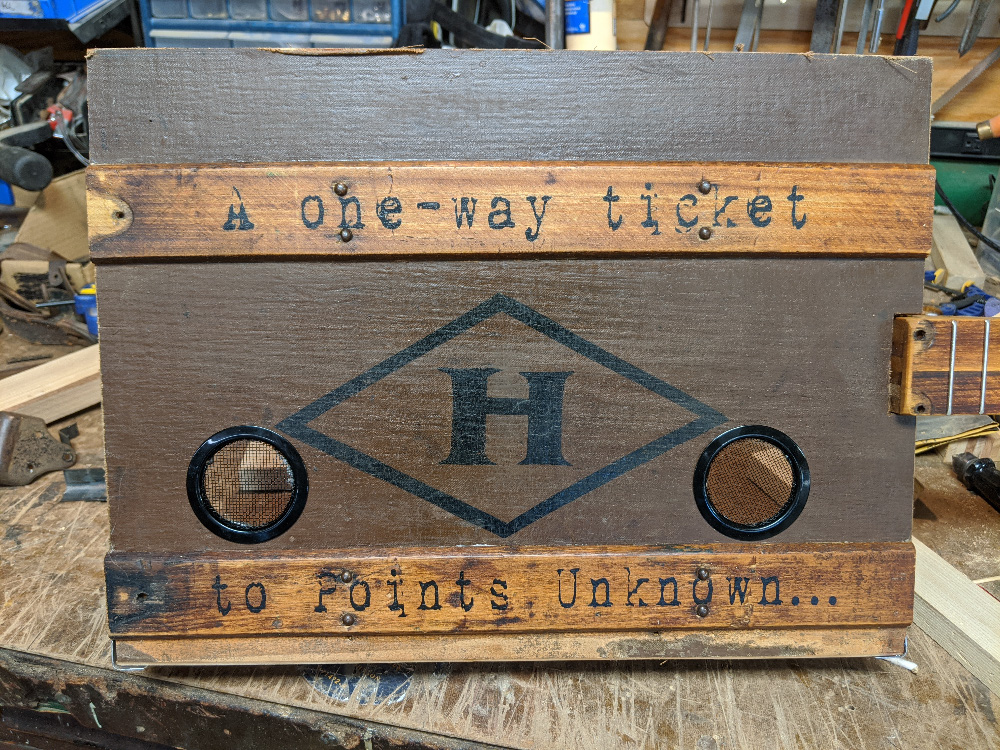 A one-way ticket
H
to Points Unknown...